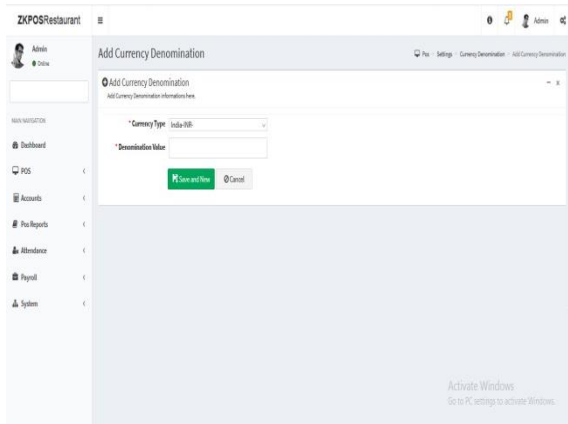 ZKPOSRestaurant
Admin
Admin
Online
Add Currency Denomination
Pos - Settings - Currency Denomination - Add Currency Denomination
Add Currency Denomination
Add Currency Denomination informations here.
MAIN NAVIGATION
* Currency Type India-INR-
* Denomination Value
Save and New Cancel
Dashboard
POS
Accounts
Pos Reports
Attendance
Payroll
System
Activate Windows
Go to PC settings to activate Windows.